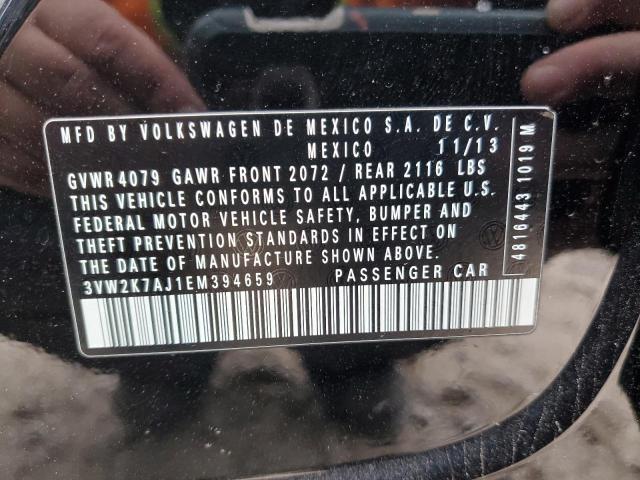 MFD BY VOLKSWAGEN DE MEXICO S.A. DE C.V.
MEXICO 11/13
GVWR 4079 GAWR FRONT 2072 / REAR 2116 LBS
THIS VEHICLE CONFORMS TO ALL APPLICABLE U.S.
FEDERAL MOTOR VEHICLE SAFETY, BUMPER AND
THEFT PREVENTION STANDARDS IN EFFECT ON
THE DATE OF MANUFACTURE SHOWN ABOVE.
3VW2K7AJ1EM394659 PASSENGER CAR
4816443 1019 M